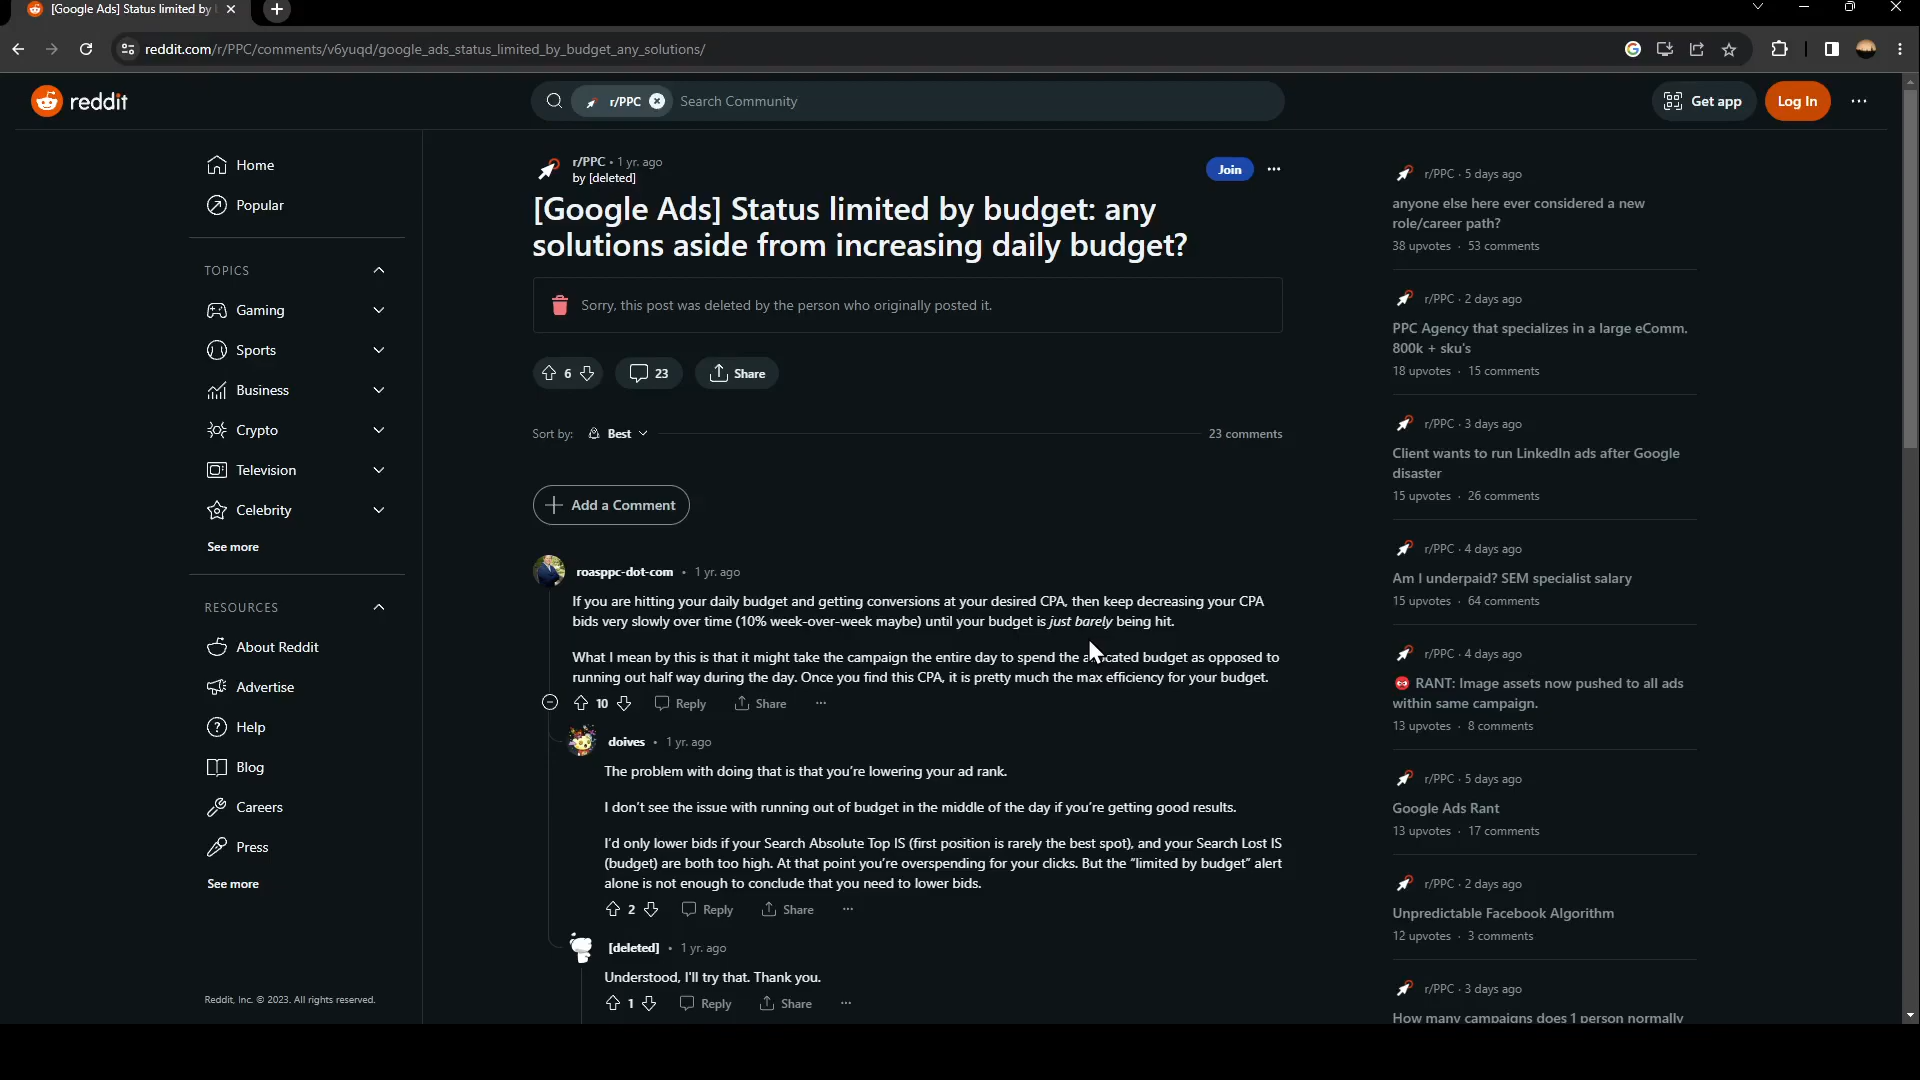 [Google Ads] Status limited by
reddit.com/r/PPC/comments/v6yuqd/google_ads_status_limited_by_budget_any_solutions/
reddit
r/PPC
Search Community
Get app
Log In
Home
Popular
TOPICS
Gaming
Sports
Business
Crypto
Television
Celebrity
See more
RESOURCES
About Reddit
Advertise
Help
Blog
Careers
Press
See more
Reddit, Inc. © 2023. All rights reserved.
r/PPC • 1 yr. ago
by [deleted]
Join
[Google Ads] Status limited by budget: any
solutions aside from increasing daily budget?
Sorry, this post was deleted by the person who originally posted it.
6
23
Share
Sort by:
Best
23 comments
Add a Comment
roasppc-dot-com • 1 yr. ago
If you are hitting your daily budget and getting conversions at your desired CPA, then keep decreasing your CPA
bids very slowly over time (10% week-over-week maybe) until your budget is just barely being hit.
What I mean by this is that it might take the campaign the entire day to spend the allocated budget as opposed to
running out half way during the day. Once you find this CPA, it is pretty much the max efficiency for your budget.
10
Reply
Share
doives • 1 yr. ago
The problem with doing that is that you're lowering your ad rank.
I don't see the issue with running out of budget in the middle of the day if you're getting good results.
I'd only lower bids if your Search Absolute Top IS (first position is rarely the best spot), and your Search Lost IS
(budget) are both too high. At that point you're overspending for your clicks. But the "limited by budget" alert
alone is not enough to conclude that you need to lower bids.
2
Reply
Share
[deleted] • 1 yr. ago
Understood, I'll try that. Thank you.
1
Reply
Share
r/PPC · 5 days ago
anyone else here ever considered a new
role/career path?
38 upvotes · 53 comments
r/PPC · 2 days ago
PPC Agency that specializes in a large eComm.
800k + sku's
18 upvotes · 15 comments
r/PPC · 3 days ago
Client wants to run LinkedIn ads after Google
disaster
15 upvotes · 26 comments
r/PPC · 4 days ago
Am I underpaid? SEM specialist salary
15 upvotes · 64 comments
r/PPC · 4 days ago
RANT: Image assets now pushed to all ads
within same campaign.
13 upvotes · 8 comments
r/PPC · 5 days ago
Google Ads Rant
13 upvotes · 17 comments
r/PPC · 2 days ago
Unpredictable Facebook Algorithm
12 upvotes · 3 comments
r/PPC · 3 days ago
How many campaigns does 1 person normally